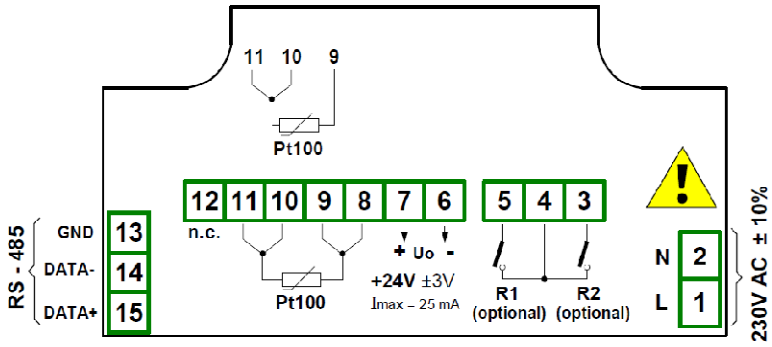 11 10 9
Pt100
12 11 10 9 8 7 6 5 4 3
n.c.
+ Uo -
+24V ±3V
Imax – 25 mA
Pt100
R1 R2
(optional) (optional)
RS - 485
GND 13
DATA- 14
DATA+ 15
!
N 2
L 1
230V AC ± 10%